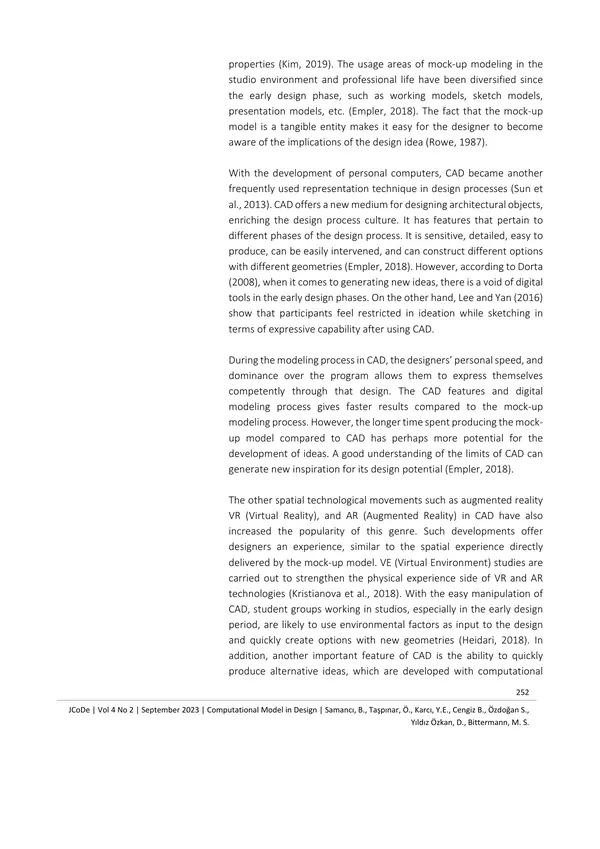 properties (Kim, 2019). The usage areas of mock-up modeling in the
studio environment and professional life have been diversified since
the early design phase, such as working models, sketch models,
presentation models, etc. (Empler, 2018). The fact that the mock-up
model is a tangible entity makes it easy for the designer to become
aware of the implications of the design idea (Rowe, 1987).
With the development of personal computers, CAD became another
frequently used representation technique in design processes (Sun et
al., 2013). CAD offers a new medium for designing architectural objects,
enriching the design process culture. It has features that pertain to
different phases of the design process. It is sensitive, detailed, easy to
produce, can be easily intervened, and can construct different options
with different geometries (Empler, 2018). However, according to Dorta
(2008), when it comes to generating new ideas, there is a void of digital
tools in the early design phases. On the other hand, Lee and Yan (2016)
show that participants feel restricted in ideation while sketching in
terms of expressive capability after using CAD.
During the modeling process in CAD, the designers’ personal speed, and
dominance over the program allows them to express themselves
competently through that design. The CAD features and digital
modeling process gives faster results compared to the mock-up
modeling process. However, the longer time spent producing the mock-
up model compared to CAD has perhaps more potential for the
development of ideas. A good understanding of the limits of CAD can
generate new inspiration for its design potential (Empler, 2018).
The other spatial technological movements such as augmented reality
VR (Virtual Reality), and AR (Augmented Reality) in CAD have also
increased the popularity of this genre. Such developments offer
designers an experience, similar to the spatial experience directly
delivered by the mock-up model. VE (Virtual Environment) studies are
carried out to strengthen the physical experience side of VR and AR
technologies (Kristianova et al., 2018). With the easy manipulation of
CAD, student groups working in studios, especially in the early design
period, are likely to use environmental factors as input to the design
and quickly create options with new geometries (Heidari, 2018). In
addition, another important feature of CAD is the ability to quickly
produce alternative ideas, which are developed with computational
252
JCoDe | Vol 4 No 2 | September 2023 | Computational Model in Design | Samancı, B., Taşpınar, Ö., Karcı, Y.E., Cengiz B., Özdoğan S.,
Yıldız Özkan, D., Bittermann, M. S.